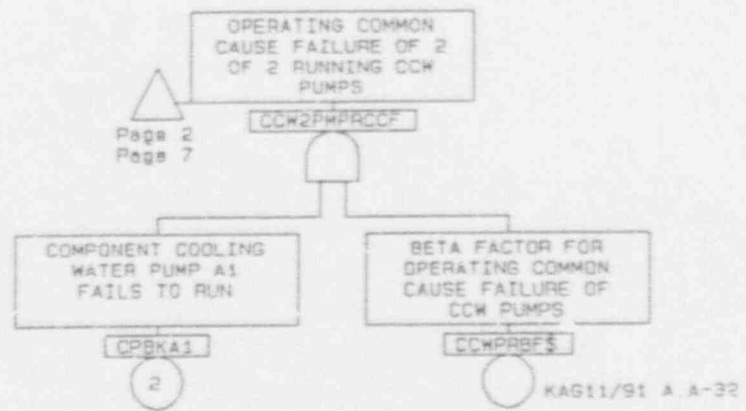 OPERATING COMMON
CAUSE FAILURE OF 2
OF 2 RUNNING CCW
PUMPS
CCW2PMPRCCF
Page 2
Page 7
COMPONENT COOLING
WATER PUMP A1
FAILS TO RUN
CPBKA1
2
BETA FACTOR FOR
OPERATING COMMON
CAUSE FAILURE OF
CCW PUMPS
CCWPRBF$
KAG11/91 A.A-32